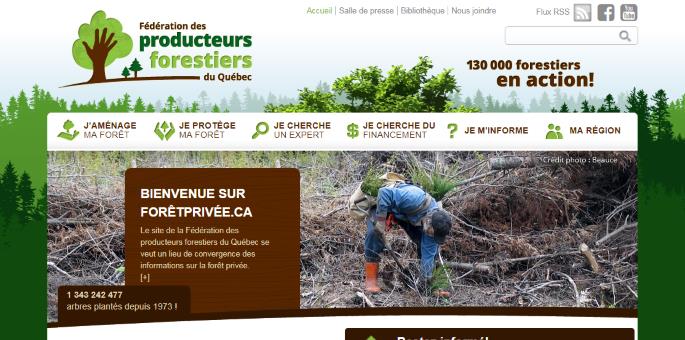 Accueil | Salle de presse | Bibliothèque | Nous joindre
Flux RSS
You
Tube
Fédération des
producteurs
forestiers
du Québec
130 000 forestiers
en action!
J'AMÉNAGE
MA FORÊT
JE PROTÈGE
MA FORÊT
JE CHERCHE
UN EXPERT
JE CHERCHE DU
FINANCEMENT
JE M'INFORME
MA RÉGION
Crédit photo : Beauce
BIENVENUE SUR
FORÊTPRIVÉE.CA
Le site de la Fédération des
producteurs forestiers du Québec se
veut un lieu de convergence des
informations sur la forêt privée.
[+]
1 343 242 477
arbres plantés depuis 1973 !
Restez informé!